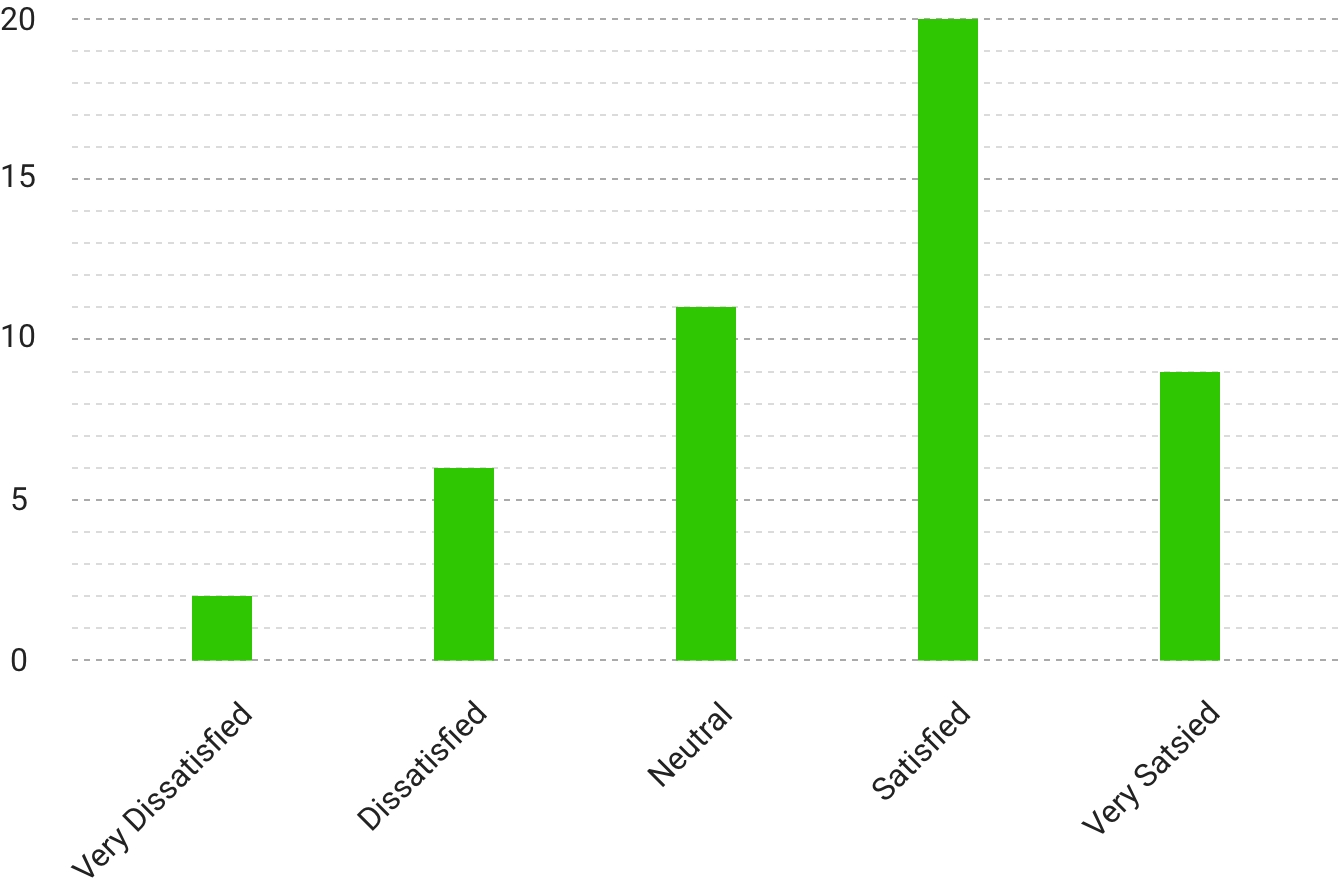 20
15
10
5
0
Very Dissatisfied
Dissatisfied
Neutral
Satisfied
Very Satsied